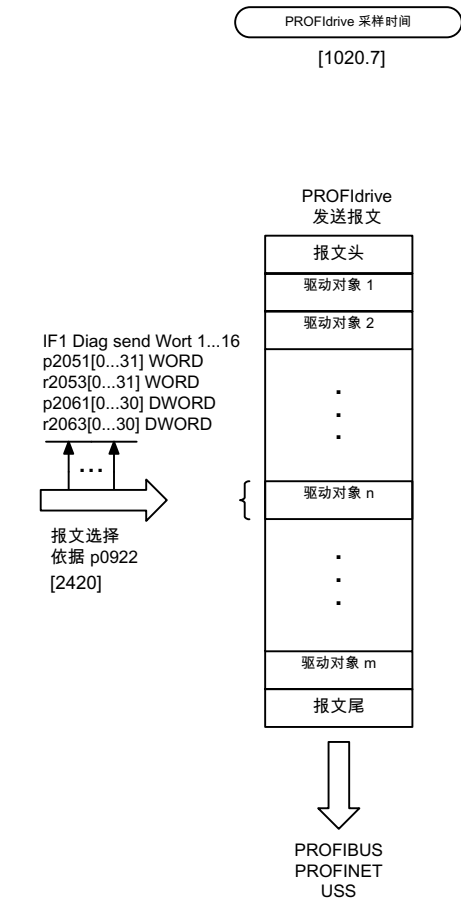 PROFIdrive 采样时间
[1020.7]
PROFIdrive
发送报文
报文头
驱动对象 1
驱动对象 2
IF1 Diag send Wort 1...16
p2051[0...31] WORD
r2053[0...31] WORD
p2061[0...30] DWORD
r2063[0...30] DWORD
...
驱动对象 n
报文选择
依据 p0922
[2420]
驱动对象 m
报文尾
PROFIBUS
PROFINET
USS